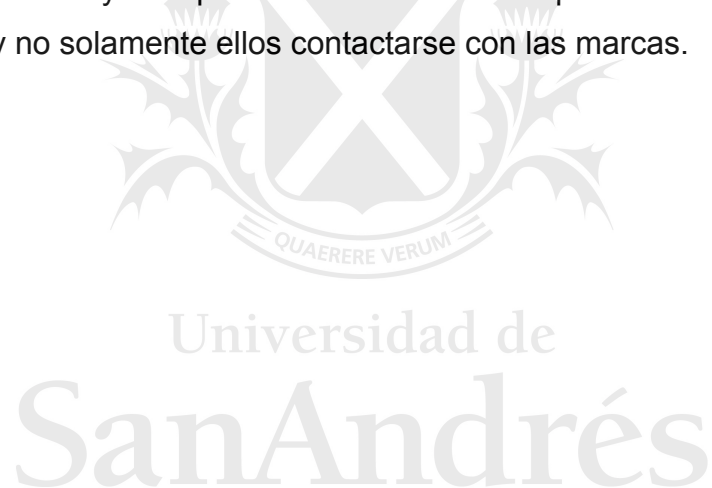 y no solamente ellos contactarse con las marcas.
QUAERERE VERUM
Universidad de
SanAndrés